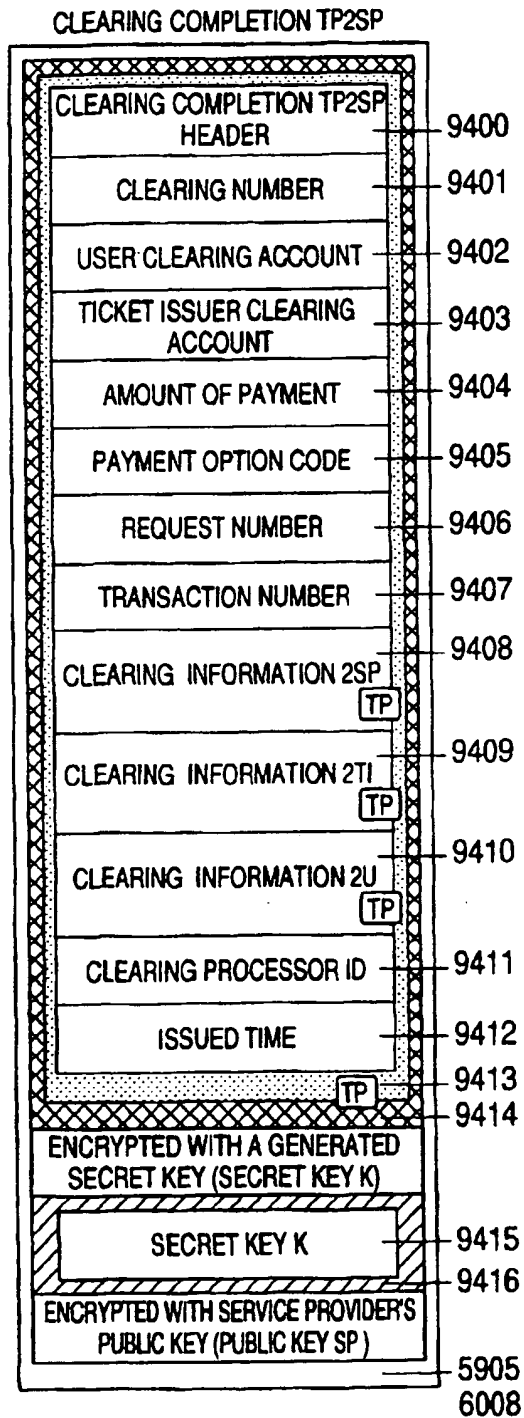 CLEARING COMPLETION TP2SP
CLEARING COMPLETION TP2SP
HEADER
9400
CLEARING NUMBER
9401
USER CLEARING ACCOUNT
9402
TICKET ISSUER CLEARING
ACCOUNT
9403
AMOUNT OF PAYMENT
9404
PAYMENT OPTION CODE
9405
REQUEST NUMBER
9406
TRANSACTION NUMBER
9407
9408
CLEARING INFORMATION 2SP
TP
9409
CLEARING INFORMATION 2TI
TP
9410
CLEARING INFORMATION 2U
TP
CLEARING PROCESSOR ID
9411
ISSUED TIME
9412
TP
9413
9414
ENCRYPTED WITH A GENERATED
SECRET KEY (SECRET KEY K)
SECRET KEY K
9415
9416
ENCRYPTED WITH SERVICE PROVIDER'S
PUBLIC KEY (PUBLIC KEY SP )
5905
6008